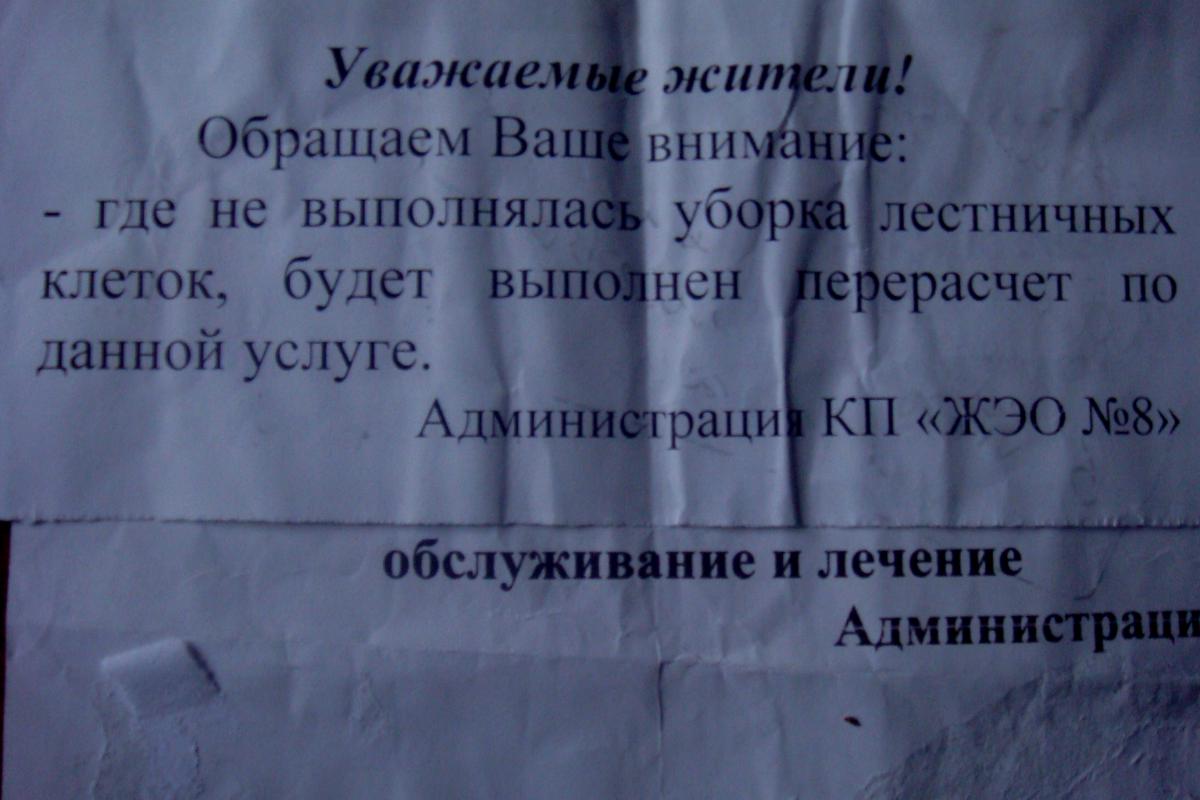 Уважаемые жители!
Обращаем Ваше внимание:
- где не выполнялась уборка лестничных
клеток, будет выполнен перерасчет по
данной услуге.
Администрация КП «ЖЭО №8»
обслуживание и лечение
Администраци